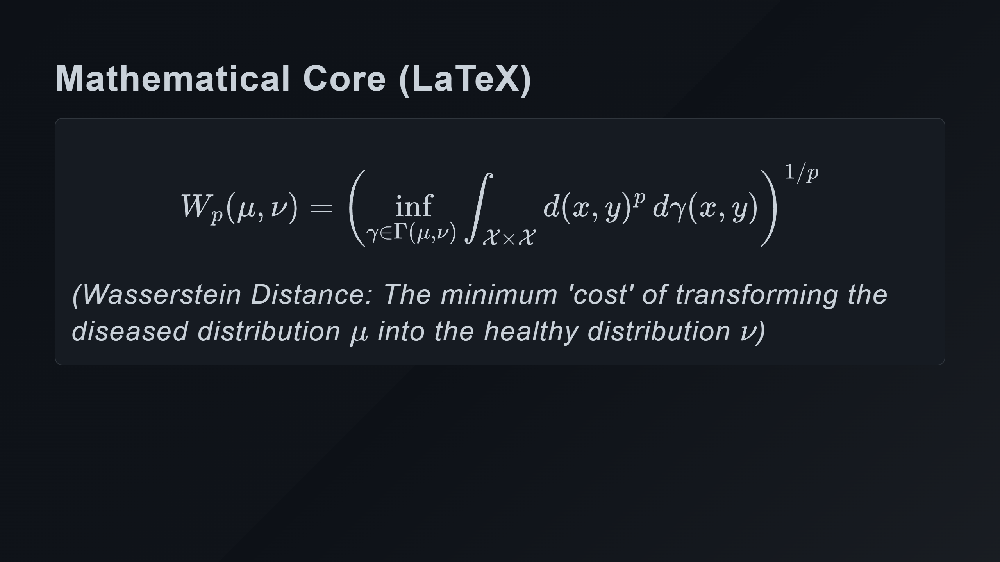 Mathematical Core (LaTeX)
$$W_p(\mu, \nu) = \left( \inf_{\gamma \in \Gamma(\mu,\nu)} \int_{\mathcal{X} \times \mathcal{X}} d(x, y)^p \, d\gamma(x, y) \right)^{1/p}$$
(Wasserstein Distance: The minimum 'cost' of transforming the
diseased distribution μ into the healthy distribution ν)